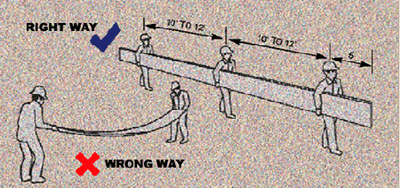 RIGHT WAY
10' TO 12'
10' TO 12'
5'
WRONG WAY